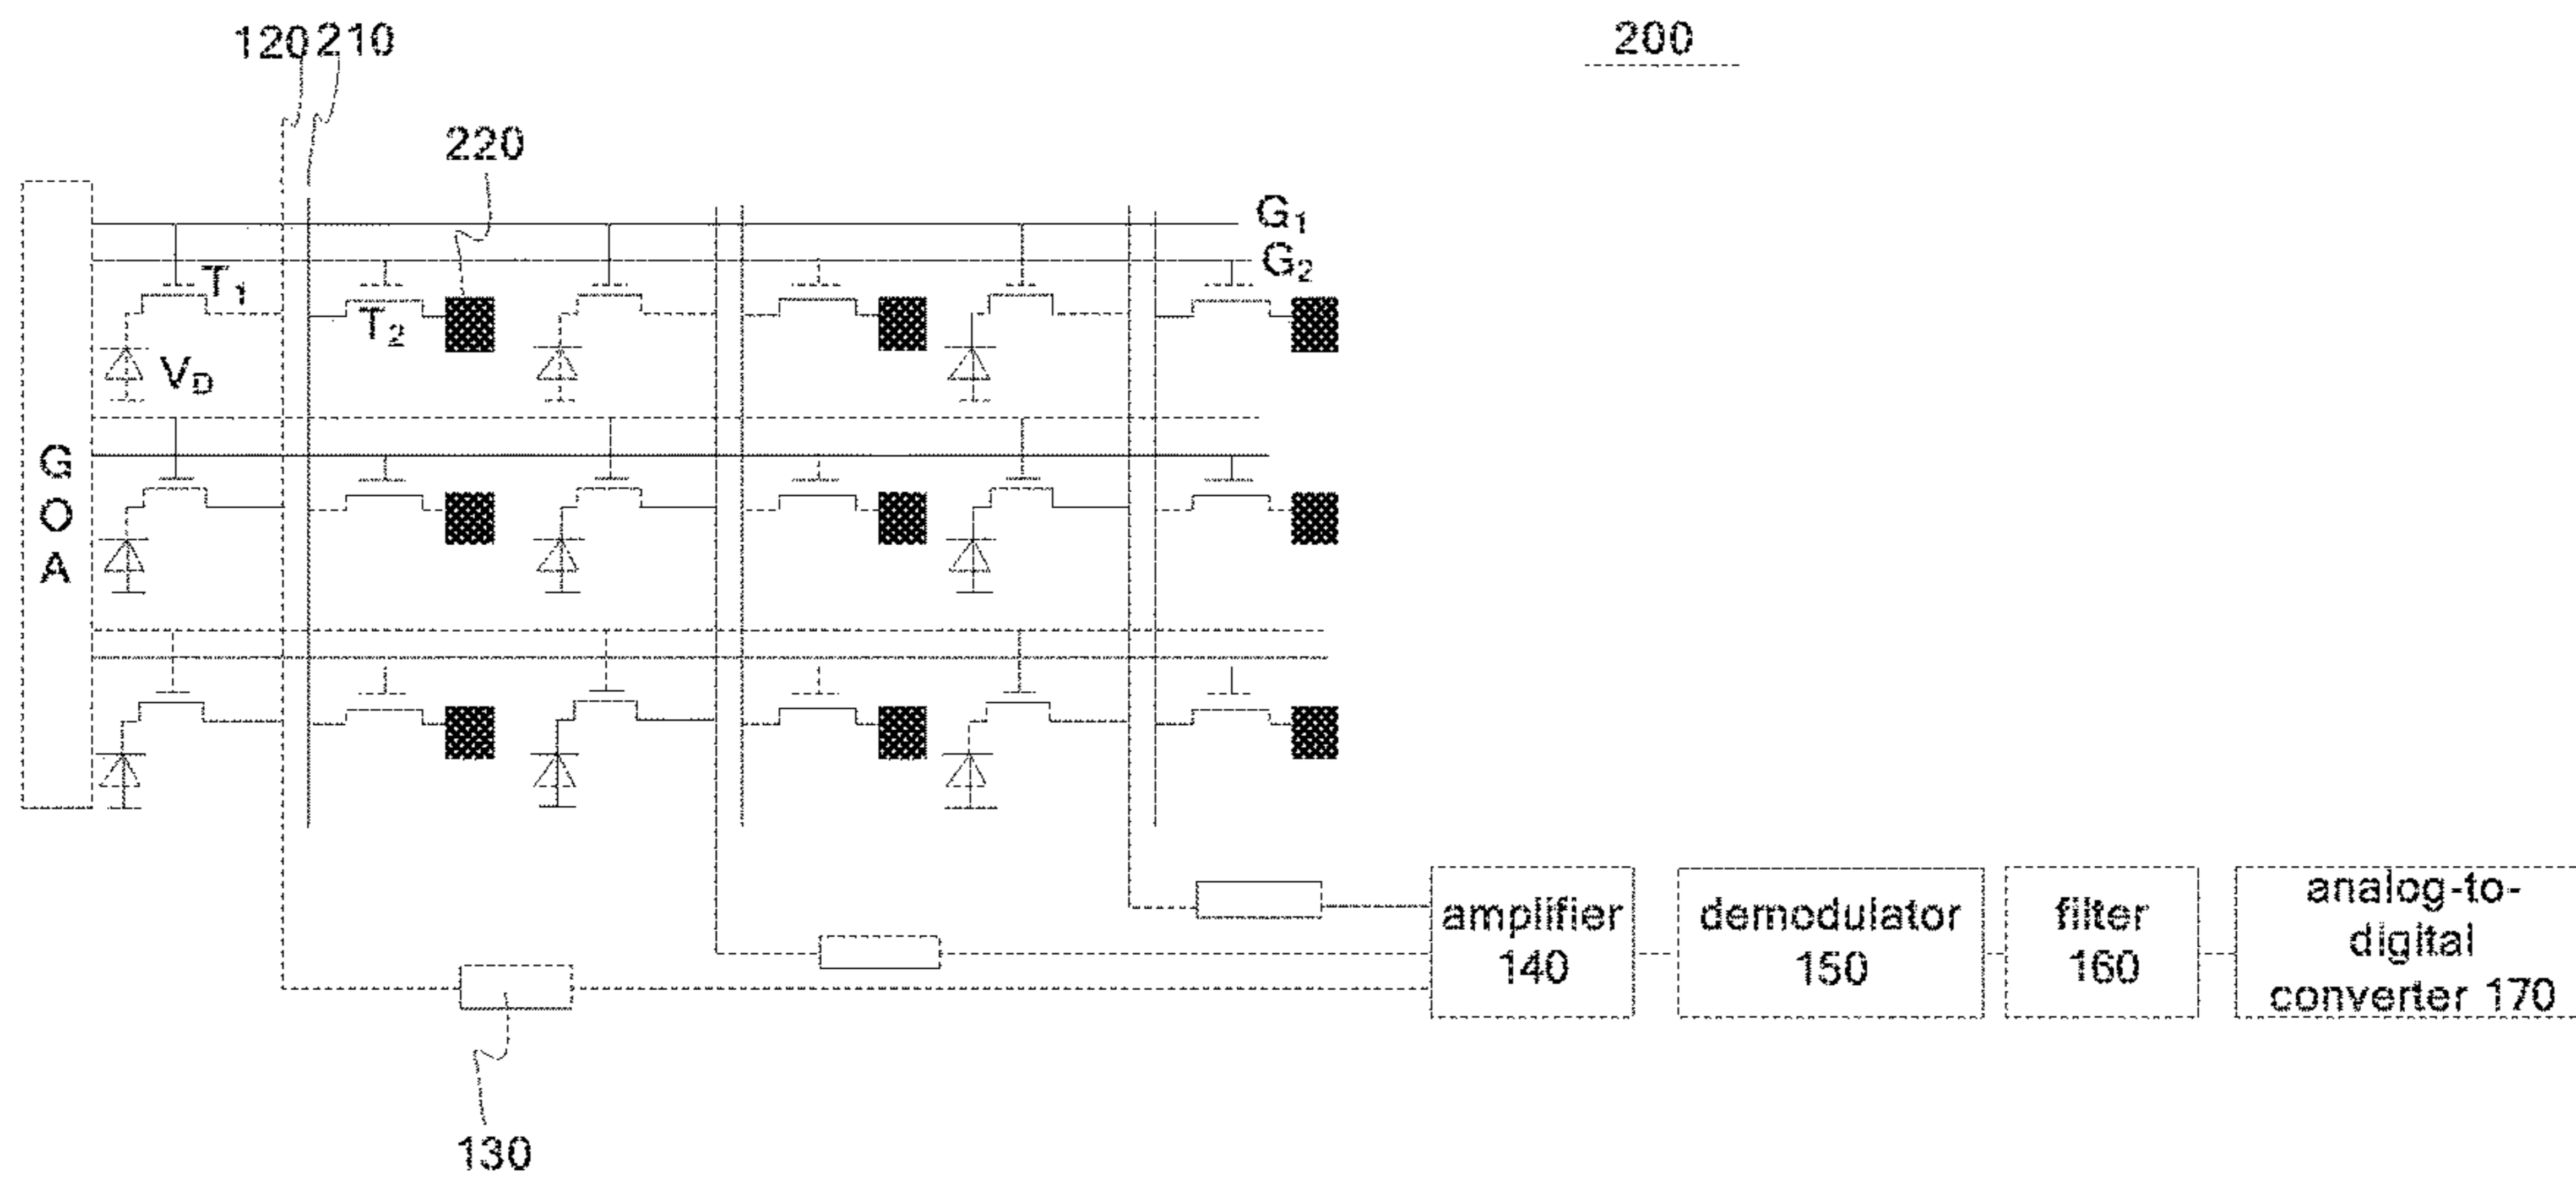 120 210
200
220
G1
G2
T1
T2
VD
G
O
A
amplifier
140
demodulator
150
filter
160
analog-to-
digital
converter 170
130